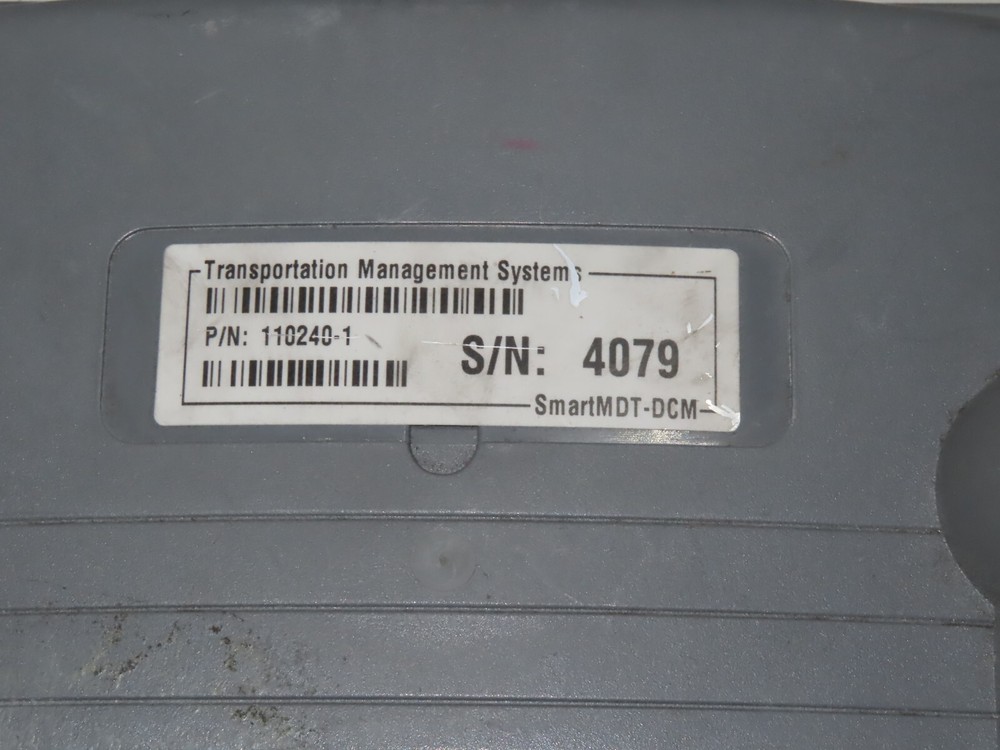 Transportation Management Systems
P/N: 110240-1
S/N: 4079
SmartMDT-DCM